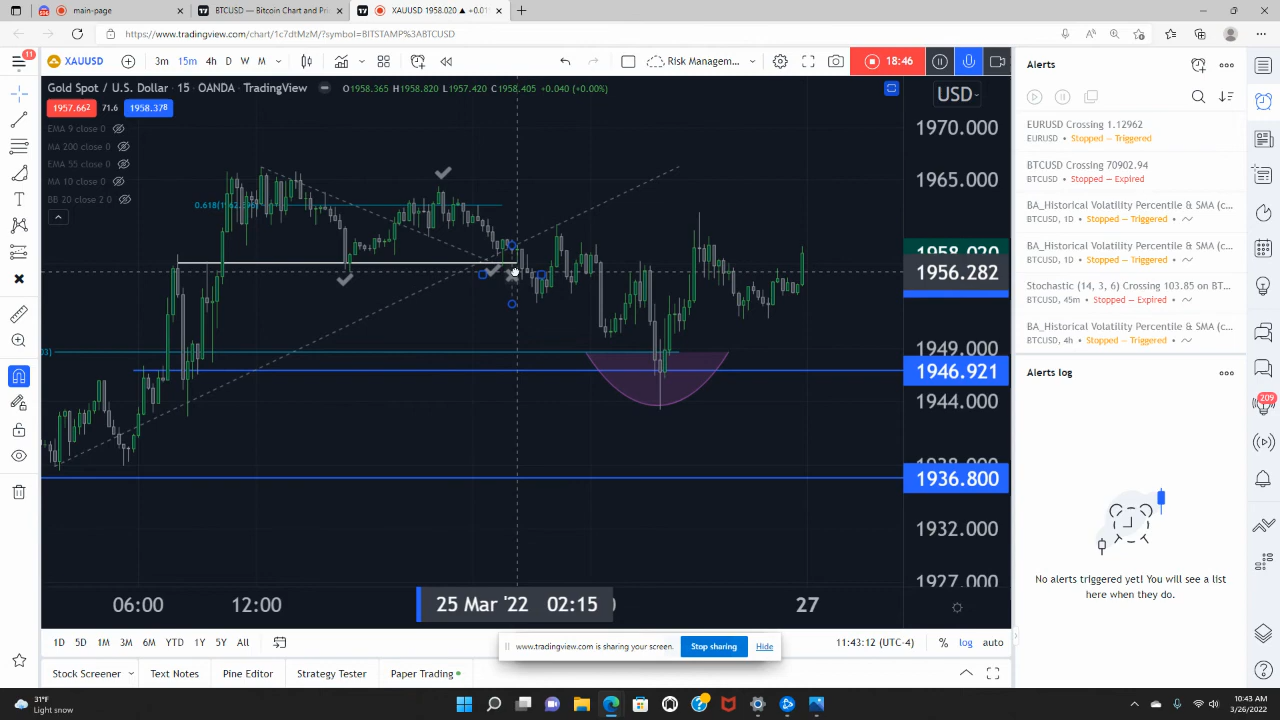 main-page
BTCUSD — Bitcoin Chart and Pri
XAUUSD 1958.020 ▲ +0.01
https://www.tradingview.com/chart/1c7dtMzM/?symbol=BITSTAMP%3ABTCUSD
11
XAUUSD
3m 15m 4h D W M
Risk Managem...
18:46
Alerts
Gold Spot / U.S. Dollar · 15 · OANDA · TradingView
O1958.365 H1958.820 L1957.420 C1958.405 +0.040 (+0.00%)
USD
1957.662 71.6 1958.378
EMA 9 close 0
MA 200 close 0
EMA 55 close 0
MA 10 close 0
BB 20 close 2 0
1970.000
1965.000
1958.020
1956.282
1949.000
1946.921
1944.000
1938.000
1936.800
1932.000
1927.000
EURUSD Crossing 1.12962
EURUSD • Stopped — Triggered
BTCUSD Crossing 70902.94
BTCUSD • Stopped — Expired
BA_Historical Volatility Percentile & SMA (c...
BTCUSD, 1D • Stopped — Triggered
BA_Historical Volatility Percentile & SMA (c...
BTCUSD, 1D • Stopped — Triggered
Stochastic (14, 3, 6) Crossing 103.85 on BT...
BTCUSD, 45m • Stopped — Expired
BA_Historical Volatility Percentile & SMA (c...
BTCUSD, 4h • Stopped — Triggered
Alerts log
209
No alerts triggered yet! You will see a list
here when they do.
06:00 12:00 25 Mar '22 02:15 27
1D 5D 1M 3M 6M YTD 1Y 5Y All
11:43:12 (UTC-4) % log auto
www.tradingview.com is sharing your screen. Stop sharing Hide
Stock Screener Text Notes Pine Editor Strategy Tester Paper Trading
31°F
Light snow
10:43 AM
3/26/2022